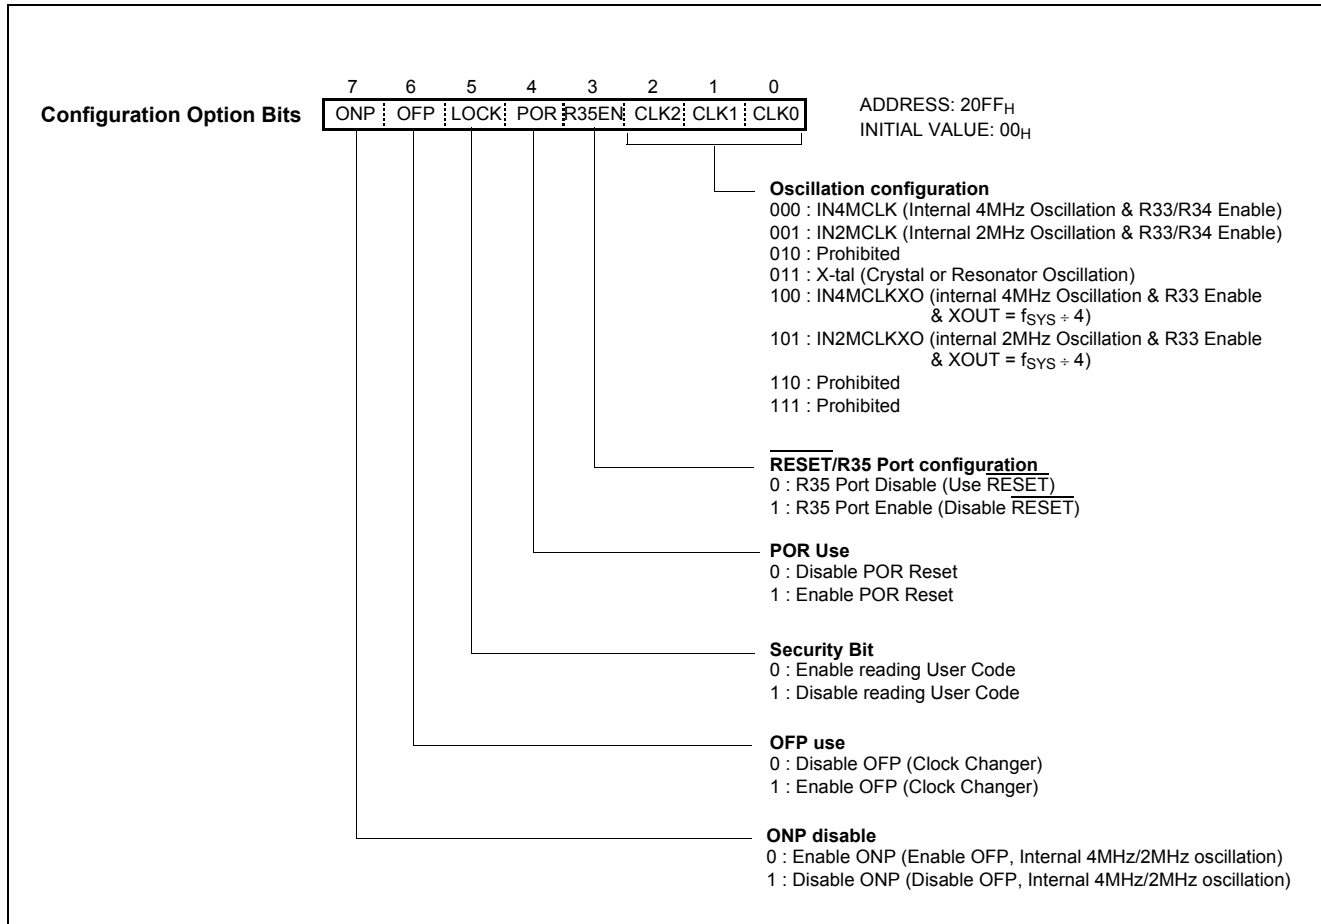 7 6 5 4 3 2 1 0
Configuration Option Bits ONP OFP LOCK POR R35EN CLK2 CLK1 CLK0
ADDRESS: 20FFH
INITIAL VALUE: 00H
Oscillation configuration
000 : IN4MCLK (Internal 4MHz Oscillation & R33/R34 Enable)
001 : IN2MCLK (Internal 2MHz Oscillation & R33/R34 Enable)
010 : Prohibited
011 : X-tal (Crystal or Resonator Oscillation)
100 : IN4MCLKXO (internal 4MHz Oscillation & R33 Enable
& XOUT = fSYS ÷ 4)
101 : IN2MCLKXO (internal 2MHz Oscillation & R33 Enable
& XOUT = fSYS ÷ 4)
110 : Prohibited
111 : Prohibited
RESET/R35 Port configuration
0 : R35 Port Disable (Use RESET)
1 : R35 Port Enable (Disable RESET)
POR Use
0 : Disable POR Reset
1 : Enable POR Reset
Security Bit
0 : Enable reading User Code
1 : Disable reading User Code
OFP use
0 : Disable OFP (Clock Changer)
1 : Enable OFP (Clock Changer)
ONP disable
0 : Enable ONP (Enable OFP, Internal 4MHz/2MHz oscillation)
1 : Disable ONP (Disable OFP, Internal 4MHz/2MHz oscillation)